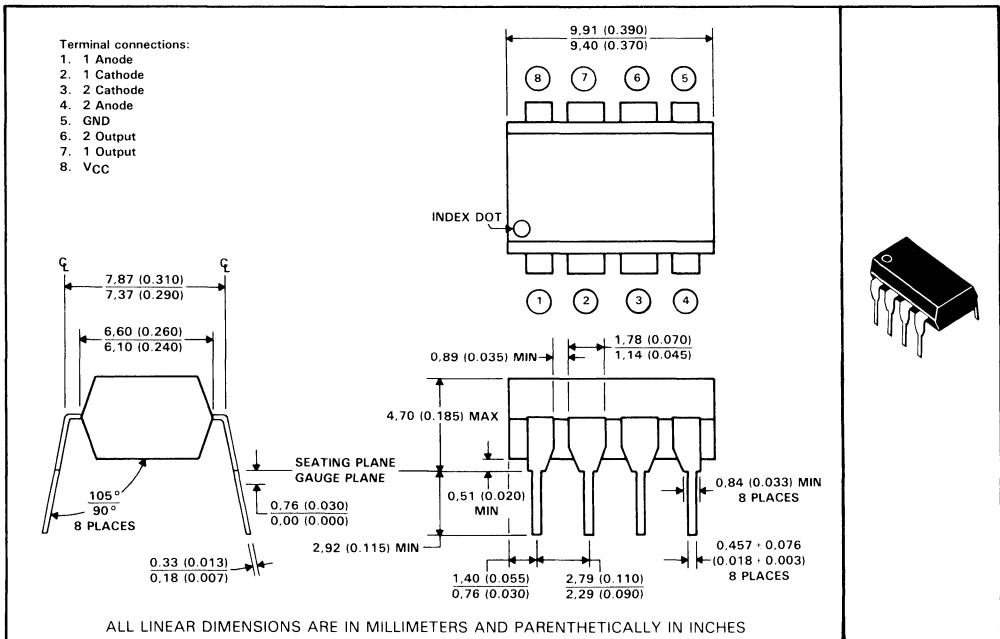 Terminal connections:
1. 1 Anode
2. 1 Cathode
3. 2 Cathode
4. 2 Anode
5. GND
6. 2 Output
7. 1 Output
8. VCC
9,91 (0.390)
9,40 (0.370)
8 7 6 5
INDEX DOT
1 2 3 4
℄ ℄
7,87 (0.310)
7,37 (0.290)
6,60 (0.260)
6,10 (0.240)
105°
90°
8 PLACES
0.33 (0.013)
0,18 (0.007)
SEATING PLANE
GAUGE PLANE
0,76 (0.030)
0,00 (0.000)
0,89 (0.035) MIN
1,78 (0.070)
1,14 (0.045)
4,70 (0.185) MAX
0,51 (0.020)
MIN
2,92 (0.115) MIN
0,84 (0.033) MIN
8 PLACES
0,457 + 0,076
(0.018 + 0.003)
8 PLACES
1,40 (0.055)
0,76 (0.030)
2,79 (0.110)
2,29 (0.090)
ALL LINEAR DIMENSIONS ARE IN MILLIMETERS AND PARENTHETICALLY IN INCHES